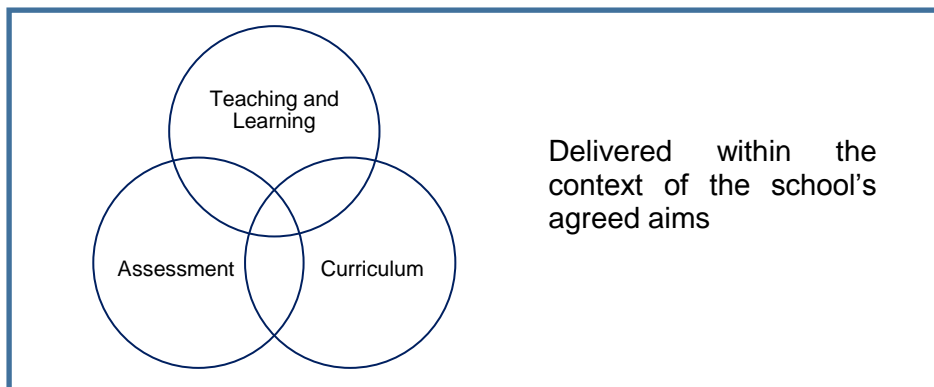 Teaching and
Learning
Assessment
Curriculum
Delivered within the
context of the school's
agreed aims